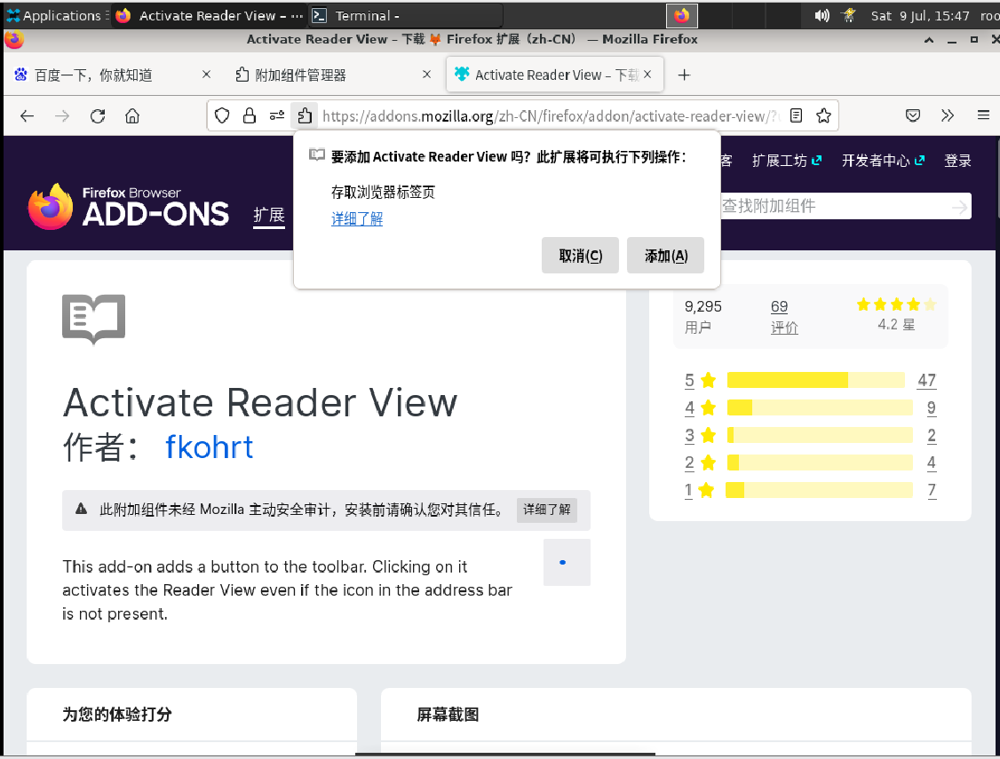 Applications
Activate Reader View – ···
Terminal -
Sat 9 Jul, 15:47 roo
Activate Reader View – 下载 🦊 Firefox 扩展（zh-CN） — Mozilla Firefox
百度一下，你就知道
附加组件管理器
Activate Reader View – 下载
https://addons.mozilla.org/zh-CN/firefox/addon/activate-reader-view/?
要添加 Activate Reader View 吗？此扩展将可执行下列操作：
存取浏览器标签页
详细了解
取消(C)
添加(A)
客
扩展工坊
开发者中心
登录
Firefox Browser
ADD-ONS
扩展
查找附加组件
Activate Reader View
作者： fkohrt
此附加组件未经 Mozilla 主动安全审计，安装前请确认您对其信任。
详细了解
This add-on adds a button to the toolbar. Clicking on it
activates the Reader View even if the icon in the address bar
is not present.
9,295
用户
69
评价
4.2 星
5 47
4 9
3 2
2 4
1 7
为您的体验打分
屏幕截图